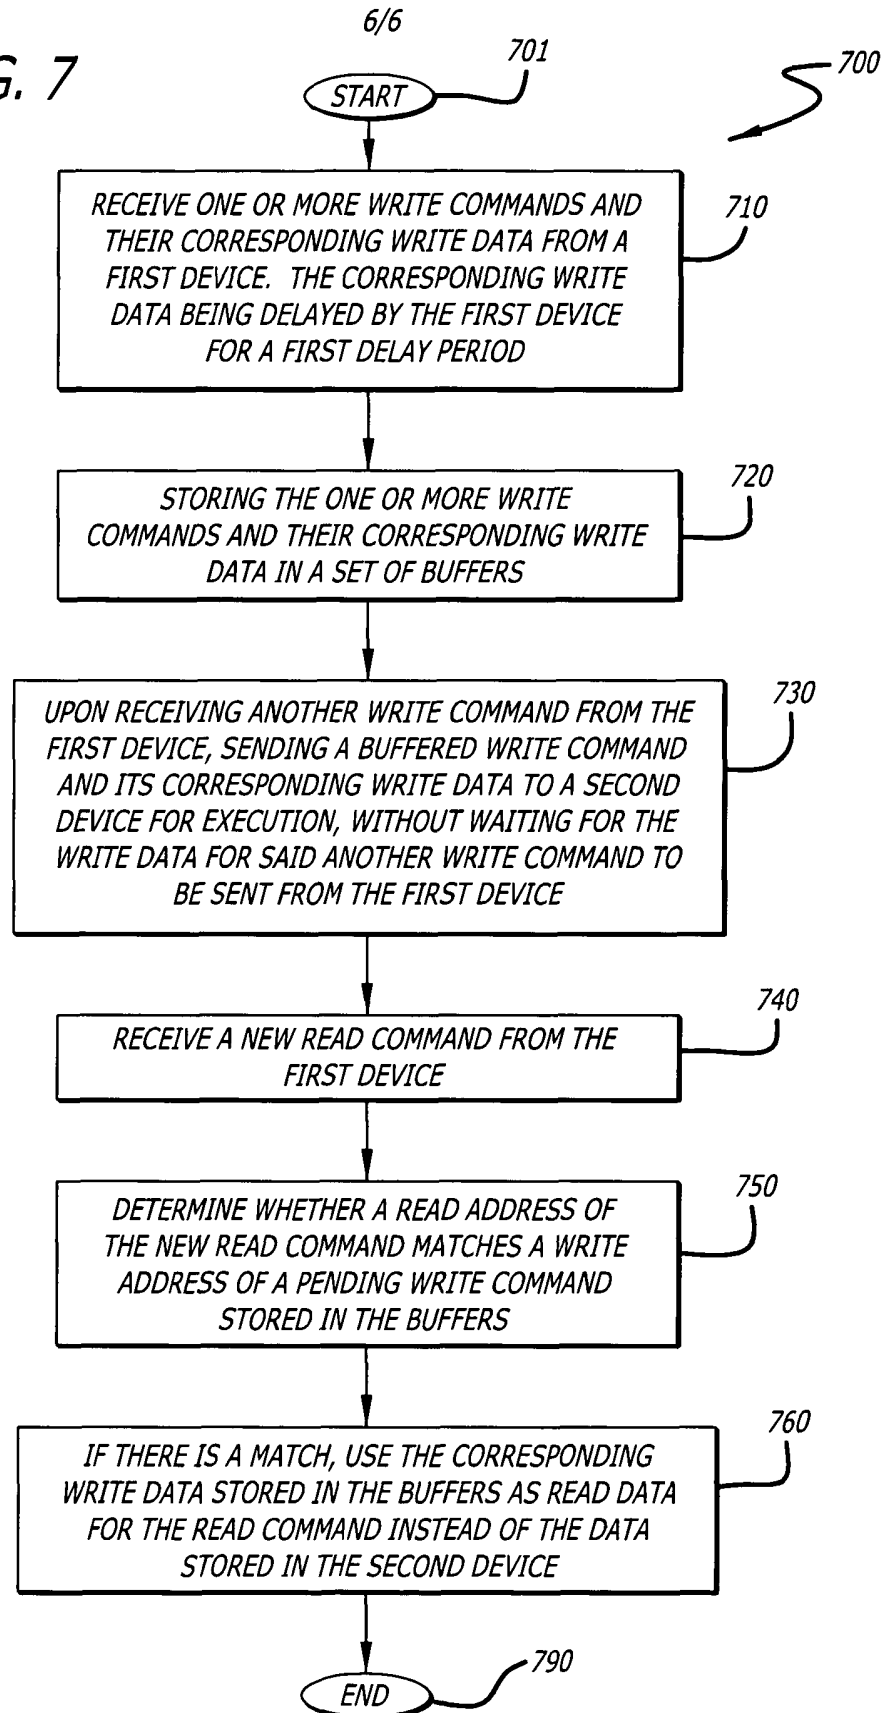 6/6
G. 7
701
700
START
RECEIVE ONE OR MORE WRITE COMMANDS AND
THEIR CORRESPONDING WRITE DATA FROM A
FIRST DEVICE. THE CORRESPONDING WRITE
DATA BEING DELAYED BY THE FIRST DEVICE
FOR A FIRST DELAY PERIOD
710
STORING THE ONE OR MORE WRITE
COMMANDS AND THEIR CORRESPONDING WRITE
DATA IN A SET OF BUFFERS
720
UPON RECEIVING ANOTHER WRITE COMMAND FROM THE
FIRST DEVICE, SENDING A BUFFERED WRITE COMMAND
AND ITS CORRESPONDING WRITE DATA TO A SECOND
DEVICE FOR EXECUTION, WITHOUT WAITING FOR THE
WRITE DATA FOR SAID ANOTHER WRITE COMMAND TO
BE SENT FROM THE FIRST DEVICE
730
RECEIVE A NEW READ COMMAND FROM THE
FIRST DEVICE
740
DETERMINE WHETHER A READ ADDRESS OF
THE NEW READ COMMAND MATCHES A WRITE
ADDRESS OF A PENDING WRITE COMMAND
STORED IN THE BUFFERS
750
IF THERE IS A MATCH, USE THE CORRESPONDING
WRITE DATA STORED IN THE BUFFERS AS READ DATA
FOR THE READ COMMAND INSTEAD OF THE DATA
STORED IN THE SECOND DEVICE
760
END
790